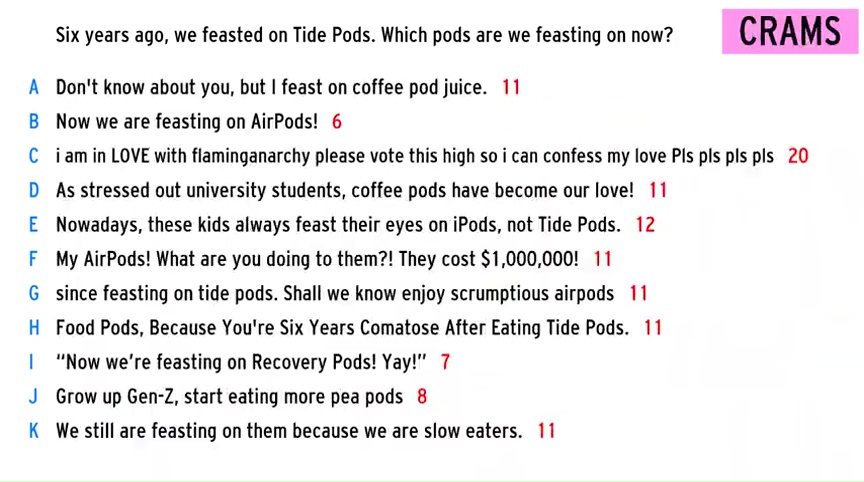 Six years ago, we feasted on Tide Pods. Which pods are we feasting on now?
CRAMS
A Don't know about you, but I feast on coffee pod juice. 11
B Now we are feasting on AirPods! 6
C i am in LOVE with flaminganarchy please vote this high so i can confess my love Pls pls pls pls 20
D As stressed out university students, coffee pods have become our love! 11
E Nowadays, these kids always feast their eyes on iPods, not Tide Pods. 12
F My AirPods! What are you doing to them?! They cost $1,000,000! 11
G since feasting on tide pods. Shall we know enjoy scrumptious airpods 11
H Food Pods, Because You're Six Years Comatose After Eating Tide Pods. 11
I “Now we’re feasting on Recovery Pods! Yay!” 7
J Grow up Gen-Z, start eating more pea pods 8
K We still are feasting on them because we are slow eaters. 11